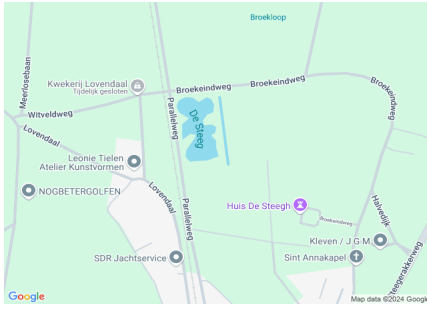 Broekloop
Meerlosebaan
Kwekerij Lovendaal
Tijdelijk gesloten
Broekeindweg
Broekeindweg
Broekeindweg
Witveldweg
Parallelweg
De Steeg
Lovendaal
Leonie Tielen
Atelier Kunstvormen
NOGBETERGOLFEN
Lovendaal
Parallelweg
Huis De Steegh
Broekeindweg
Halvedijk
Kleven / J G M
Sint Annakapel
SDR Jachtservice
Steegerakkerweg
Google
Map data ©2024 Google